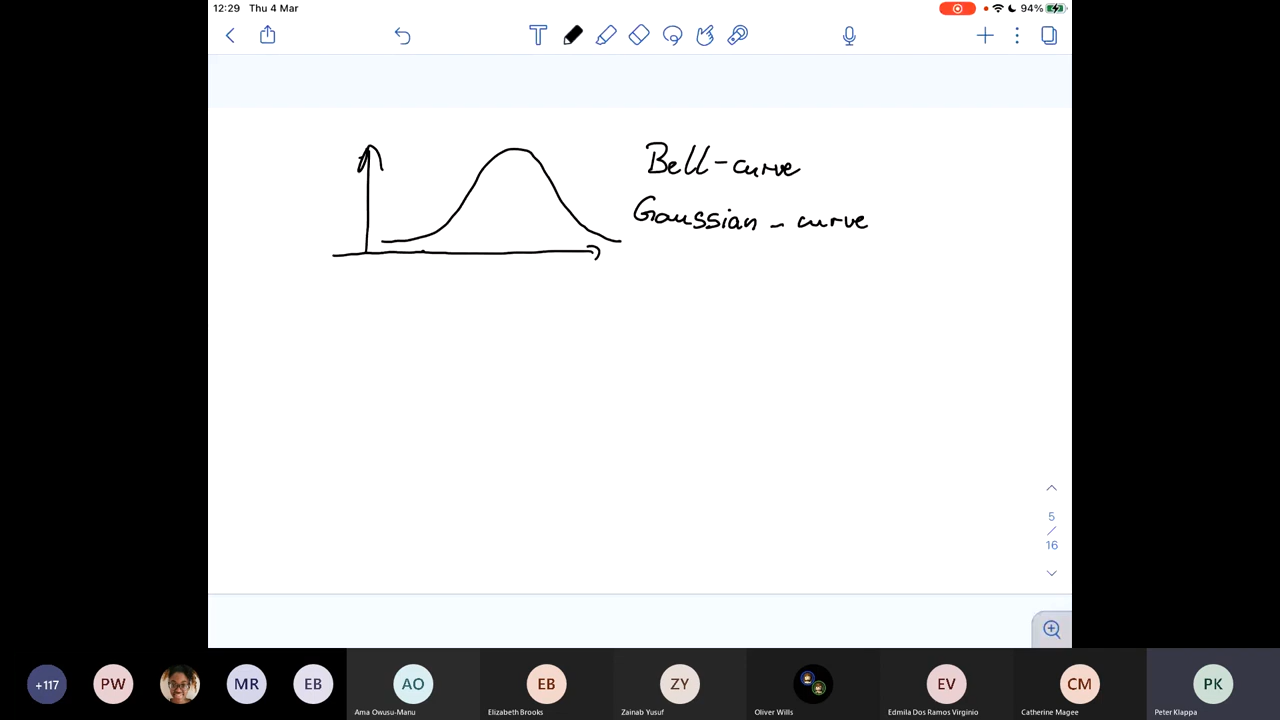 12:29 Thu 4 Mar
94%
T
Bell-curve
Gaussian - curve
5
/
16
+117
PW
MR
EB
AO
EB
ZY
EV
CM
PK
Ama Owusu-Manu
Elizabeth Brooks
Zainab Yusuf
Oliver Wills
Edmila Dos Ramos Virginio
Catherine Magee
Peter Klappa